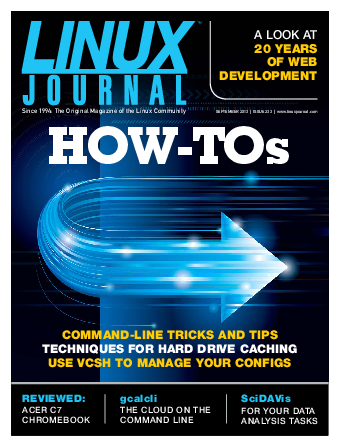 LINUX
JOURNAL
™
Since 1994: The Original Magazine of the Linux Community
A LOOK AT
20 YEARS
OF WEB
DEVELOPMENT
SEPTEMBER 2013 | ISSUE 233 | www.linuxjournal.com
HOW-TOs
COMMAND-LINE TRICKS AND TIPS
TECHNIQUES FOR HARD DRIVE CACHING
USE VCSH TO MANAGE YOUR CONFIGS
REVIEWED:
ACER C7
CHROMEBOOK
gcalcli
THE CLOUD ON THE
COMMAND LINE
SciDAVis
FOR YOUR DATA
ANALYSIS TASKS